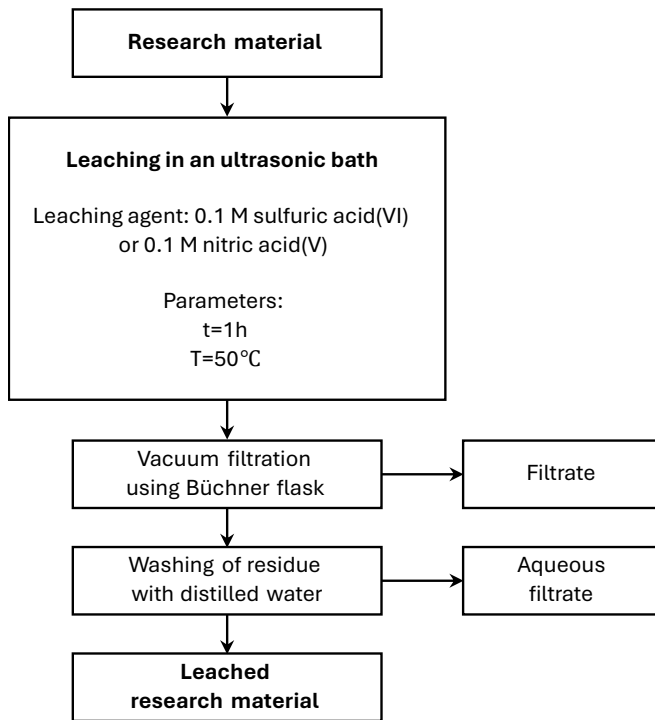 Research material
Leaching in an ultrasonic bath
Leaching agent: 0.1 M sulfuric acid(VI)
or 0.1 M nitric acid(V)
Parameters:
t=1h
T=50℃
Vacuum filtration
using Büchner flask
Filtrate
Washing of residue
with distilled water
Aqueous
filtrate
Leached
research material